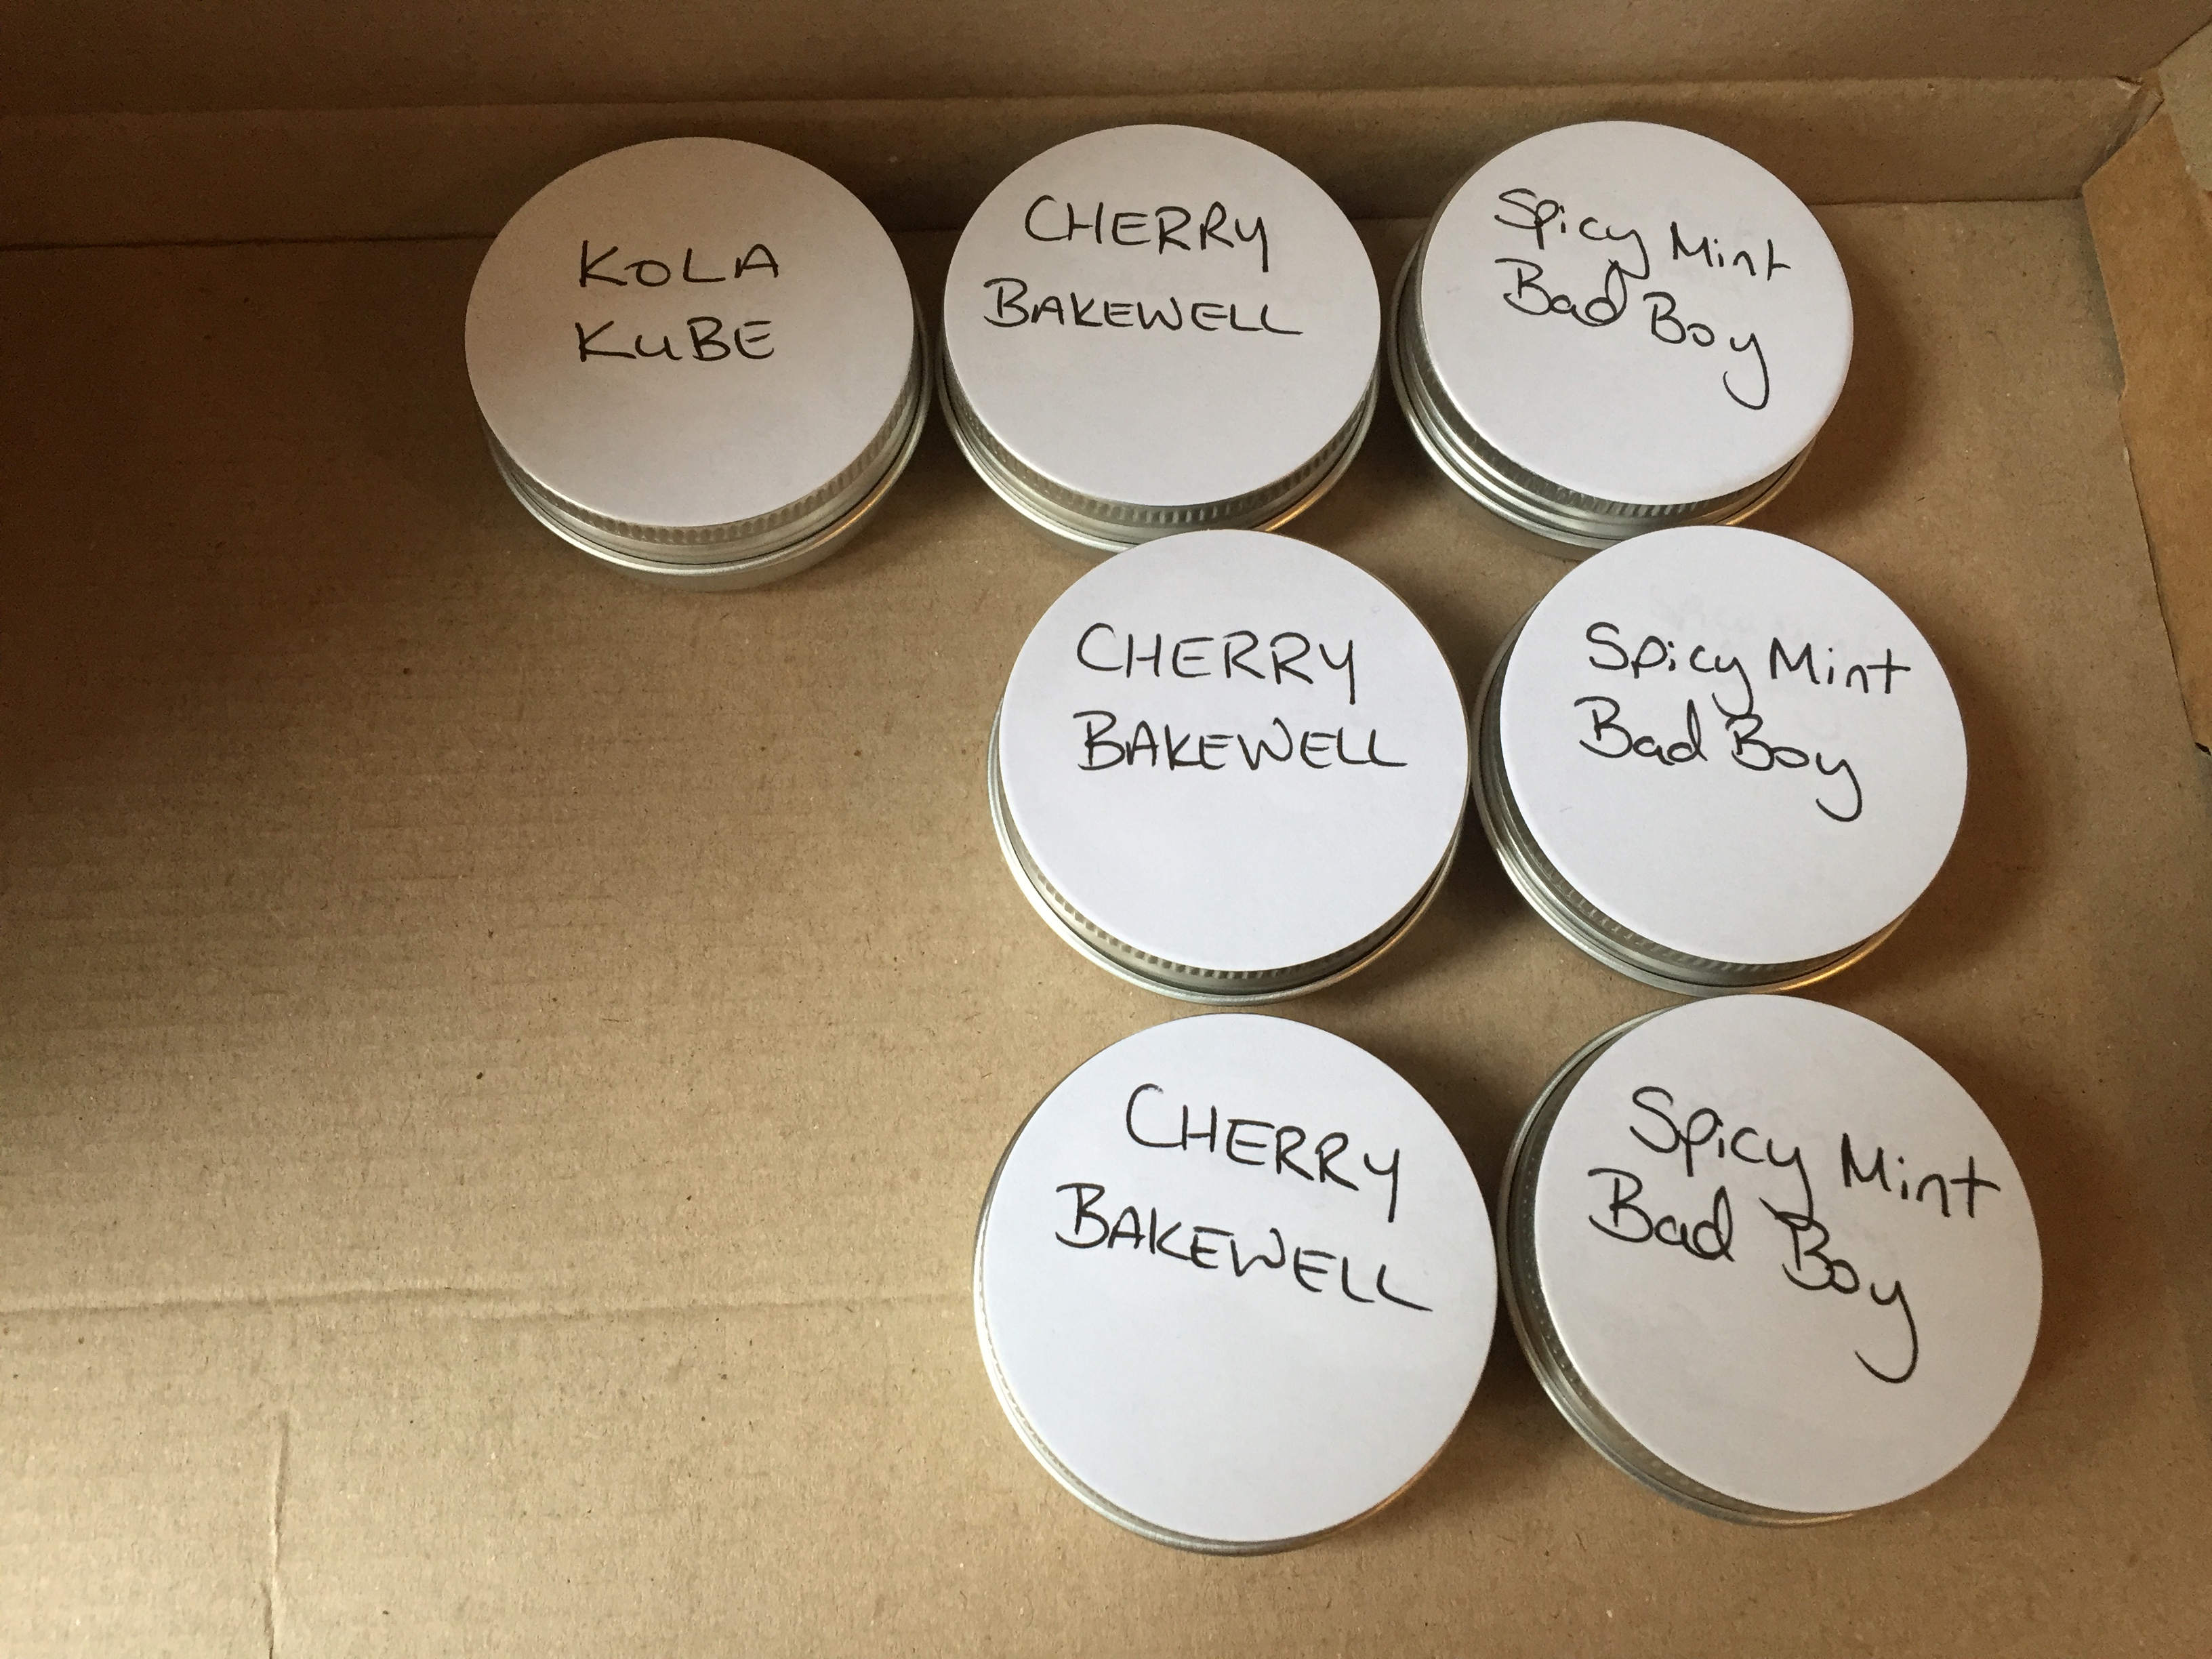 KOLA
KuBE
CHERRY
BAKEWELL
CHERRY
BAKEWELL
CHERRY
BAKEWELL
Spicy Mint
Bad Boy
Spicy Mint
Bad Boy
Spicy Mint
Bad Boy